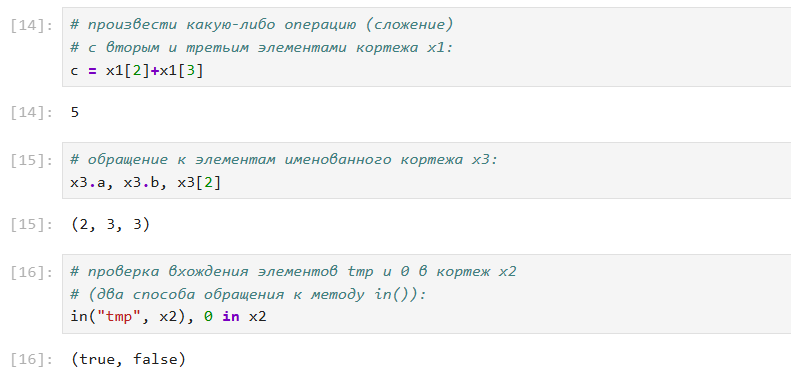 [14]: # произвести какую-либо операцию (сложение)
# с вторым и третьим элементами кортежа x1:
c = x1[2]+x1[3]
[14]: 5
[15]: # обращение к элементам именованного кортежа x3:
x3.a, x3.b, x3[2]
[15]: (2, 3, 3)
[16]: # проверка вхождения элементов tmp и 0 в кортеж x2
# (два способа обращения к методу in()):
in("tmp", x2), 0 in x2
[16]: (true, false)